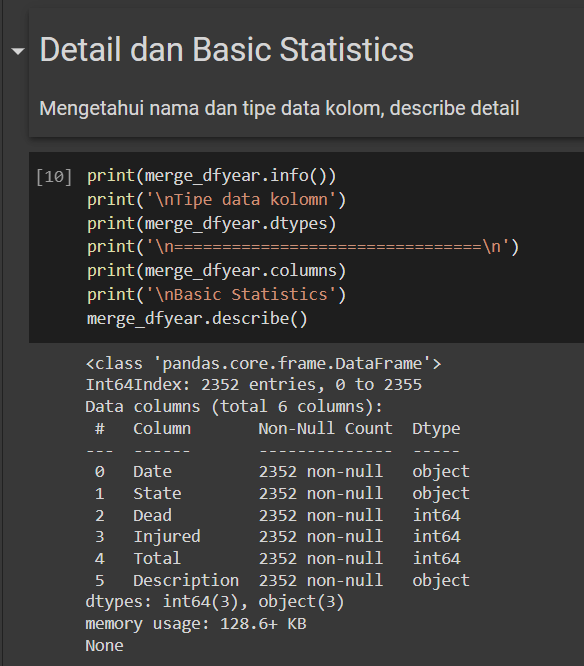 Detail dan Basic Statistics
Mengetahui nama dan tipe data kolom, describe detail
[10] print(merge_dfyear.info())
print('\nTipe data kolomn')
print(merge_dfyear.dtypes)
print('\n================================\n')
print(merge_dfyear.columns)
print('\nBasic Statistics')
merge_dfyear.describe()
<class 'pandas.core.frame.DataFrame'>
Int64Index: 2352 entries, 0 to 2355
Data columns (total 6 columns):
 #   Column       Non-Null Count  Dtype
---  ------       --------------  -----
 0   Date         2352 non-null   object
 1   State        2352 non-null   object
 2   Dead         2352 non-null   int64
 3   Injured      2352 non-null   int64
 4   Total        2352 non-null   int64
 5   Description  2352 non-null   object
dtypes: int64(3), object(3)
memory usage: 128.6+ KB
None